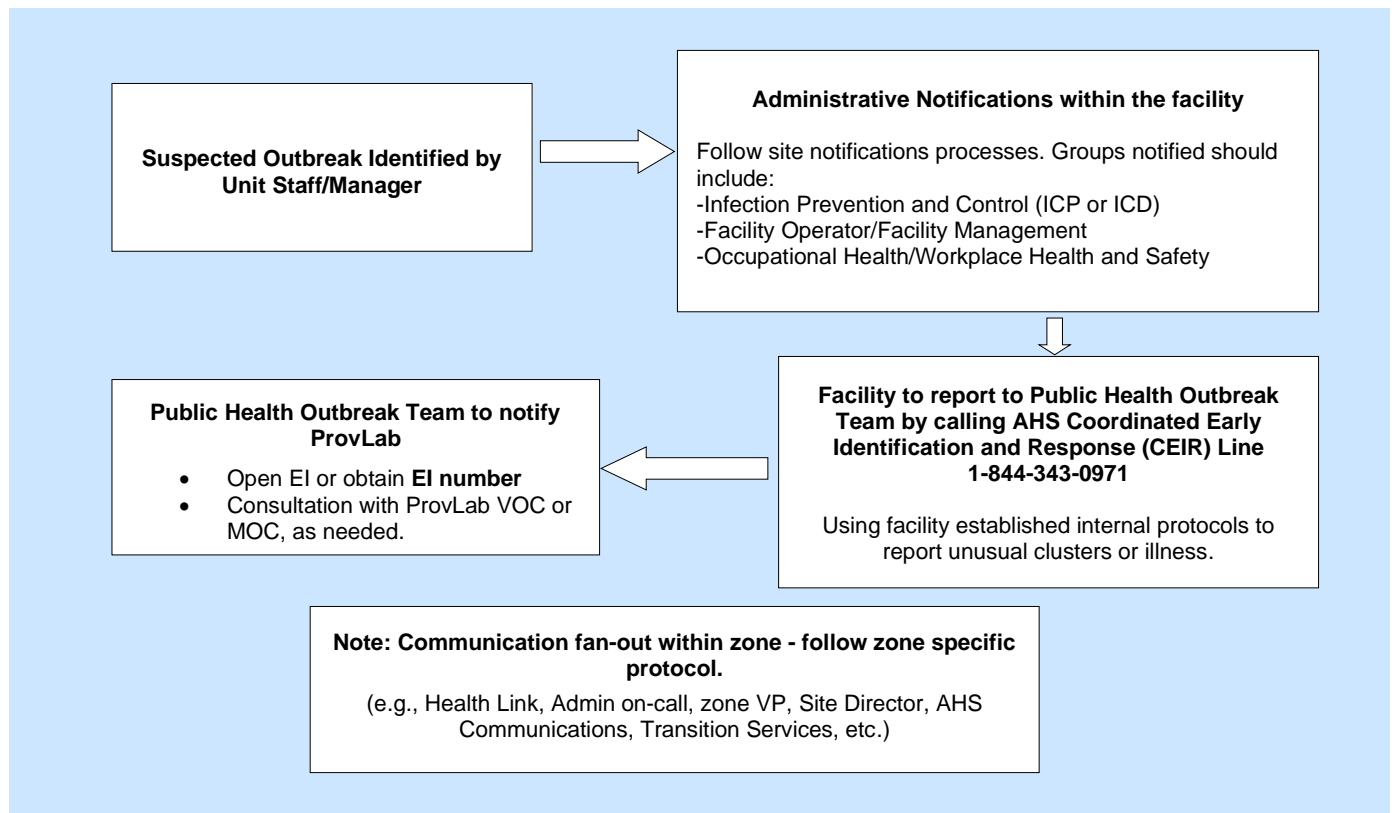 Suspected Outbreak Identified by
Unit Staff/Manager
Administrative Notifications within the facility
Follow site notifications processes. Groups notified should
include:
-Infection Prevention and Control (ICP or ICD)
-Facility Operator/Facility Management
-Occupational Health/Workplace Health and Safety
Facility to report to Public Health Outbreak
Team by calling AHS Coordinated Early
Identification and Response (CEIR) Line
1-844-343-0971
Using facility established internal protocols to
report unusual clusters or illness.
Public Health Outbreak Team to notify
ProvLab
• Open EI or obtain EI number
• Consultation with ProvLab VOC or
MOC, as needed.
Note: Communication fan-out within zone - follow zone specific
protocol.
(e.g., Health Link, Admin on-call, zone VP, Site Director, AHS
Communications, Transition Services, etc.)